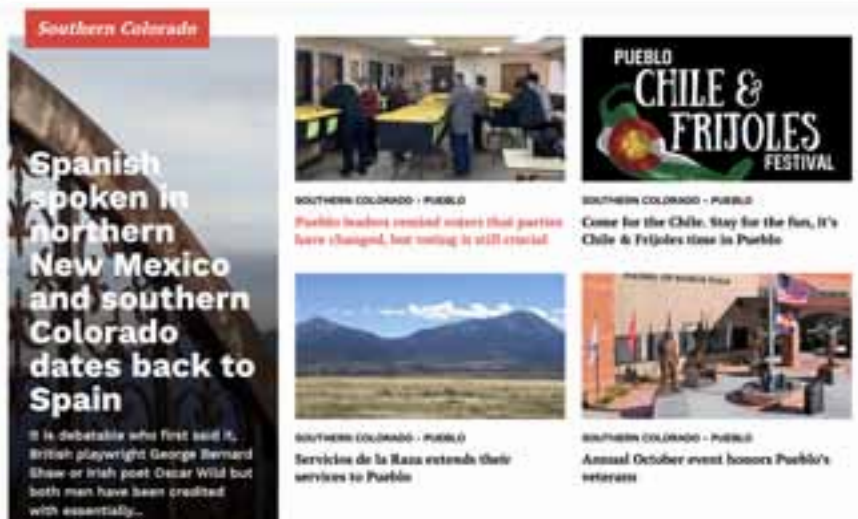 Southern Colorado
Spanish
spoken in
northern
New Mexico
and southern
Colorado
dates back to
Spain
It is debatable who first said it,
British playwright George Bernard
Shaw or Irish poet Oscar Wild but
both men have been credited
with essentially...
SOUTHERN COLORADO - PUEBLO
Pueblo leaders remind voters that parties
have changed, but voting is still crucial
PUEBLO
CHILE &
FRIJOLES
FESTIVAL
SOUTHERN COLORADO - PUEBLO
Come for the Chile. Stay for the fun, it's
Chile & Frijoles time in Pueblo
SOUTHERN COLORADO - PUEBLO
Servicios de la Raza extends their
services to Pueblo
SOUTHERN COLORADO - PUEBLO
Annual October event honors Pueblo's
veterans